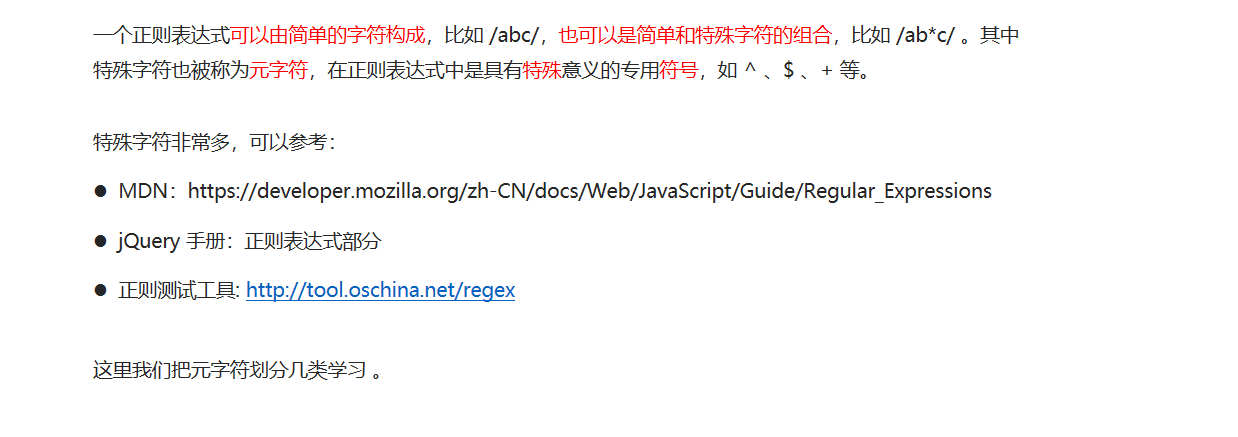 一个正则表达式可以由简单的字符构成，比如 /abc/，也可以是简单和特殊字符的组合，比如 /ab*c/ 。其中
特殊字符也被称为元字符，在正则表达式中是具有特殊意义的专用符号，如 ^ 、$ 、+ 等。
特殊字符非常多，可以参考：
● MDN：https://developer.mozilla.org/zh-CN/docs/Web/JavaScript/Guide/Regular_Expressions
● jQuery 手册：正则表达式部分
● 正则测试工具: http://tool.oschina.net/regex
这里我们把元字符划分几类学习 。